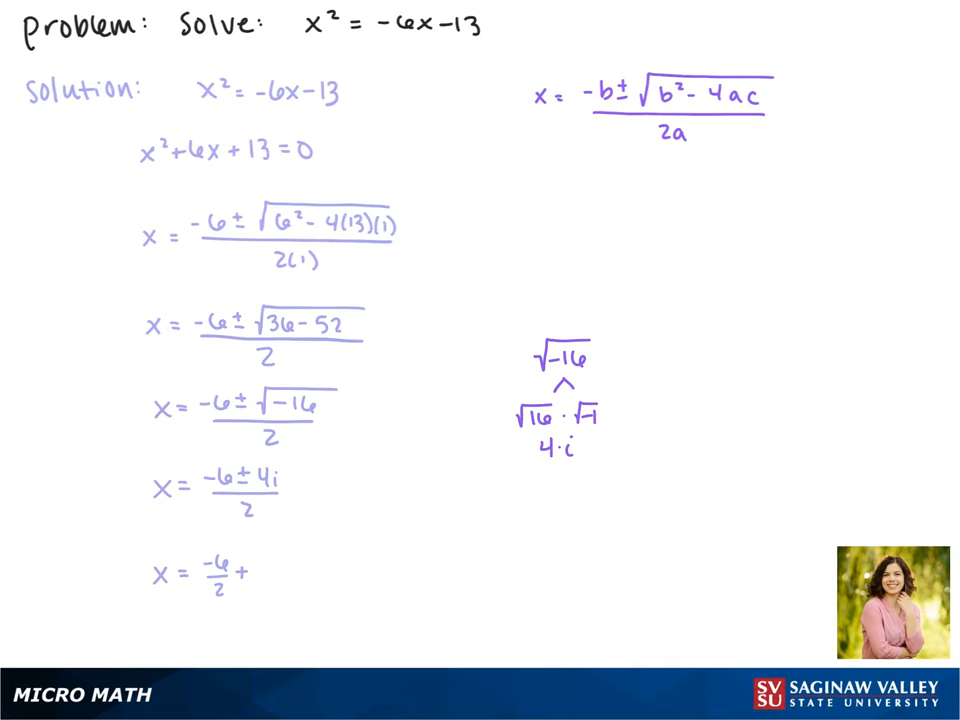 problem: solve: x² = -6x-13
solution: x² = -6x-13
x = (-b ± √(b² - 4ac)) / 2a
x² + 6x + 13 = 0
x = (-6 ± √(6² - 4(13)(1))) / 2(1)
x = (-6 ± √(36 - 52)) / 2
√-16
x = (-6 ± √-16) / 2
√16 · √-1
4 · i
x = (-6 ± 4i) / 2
x = -6/2 +
MICRO MATH
SV SU SAGINAW VALLEY
STATE UNIVERSITY